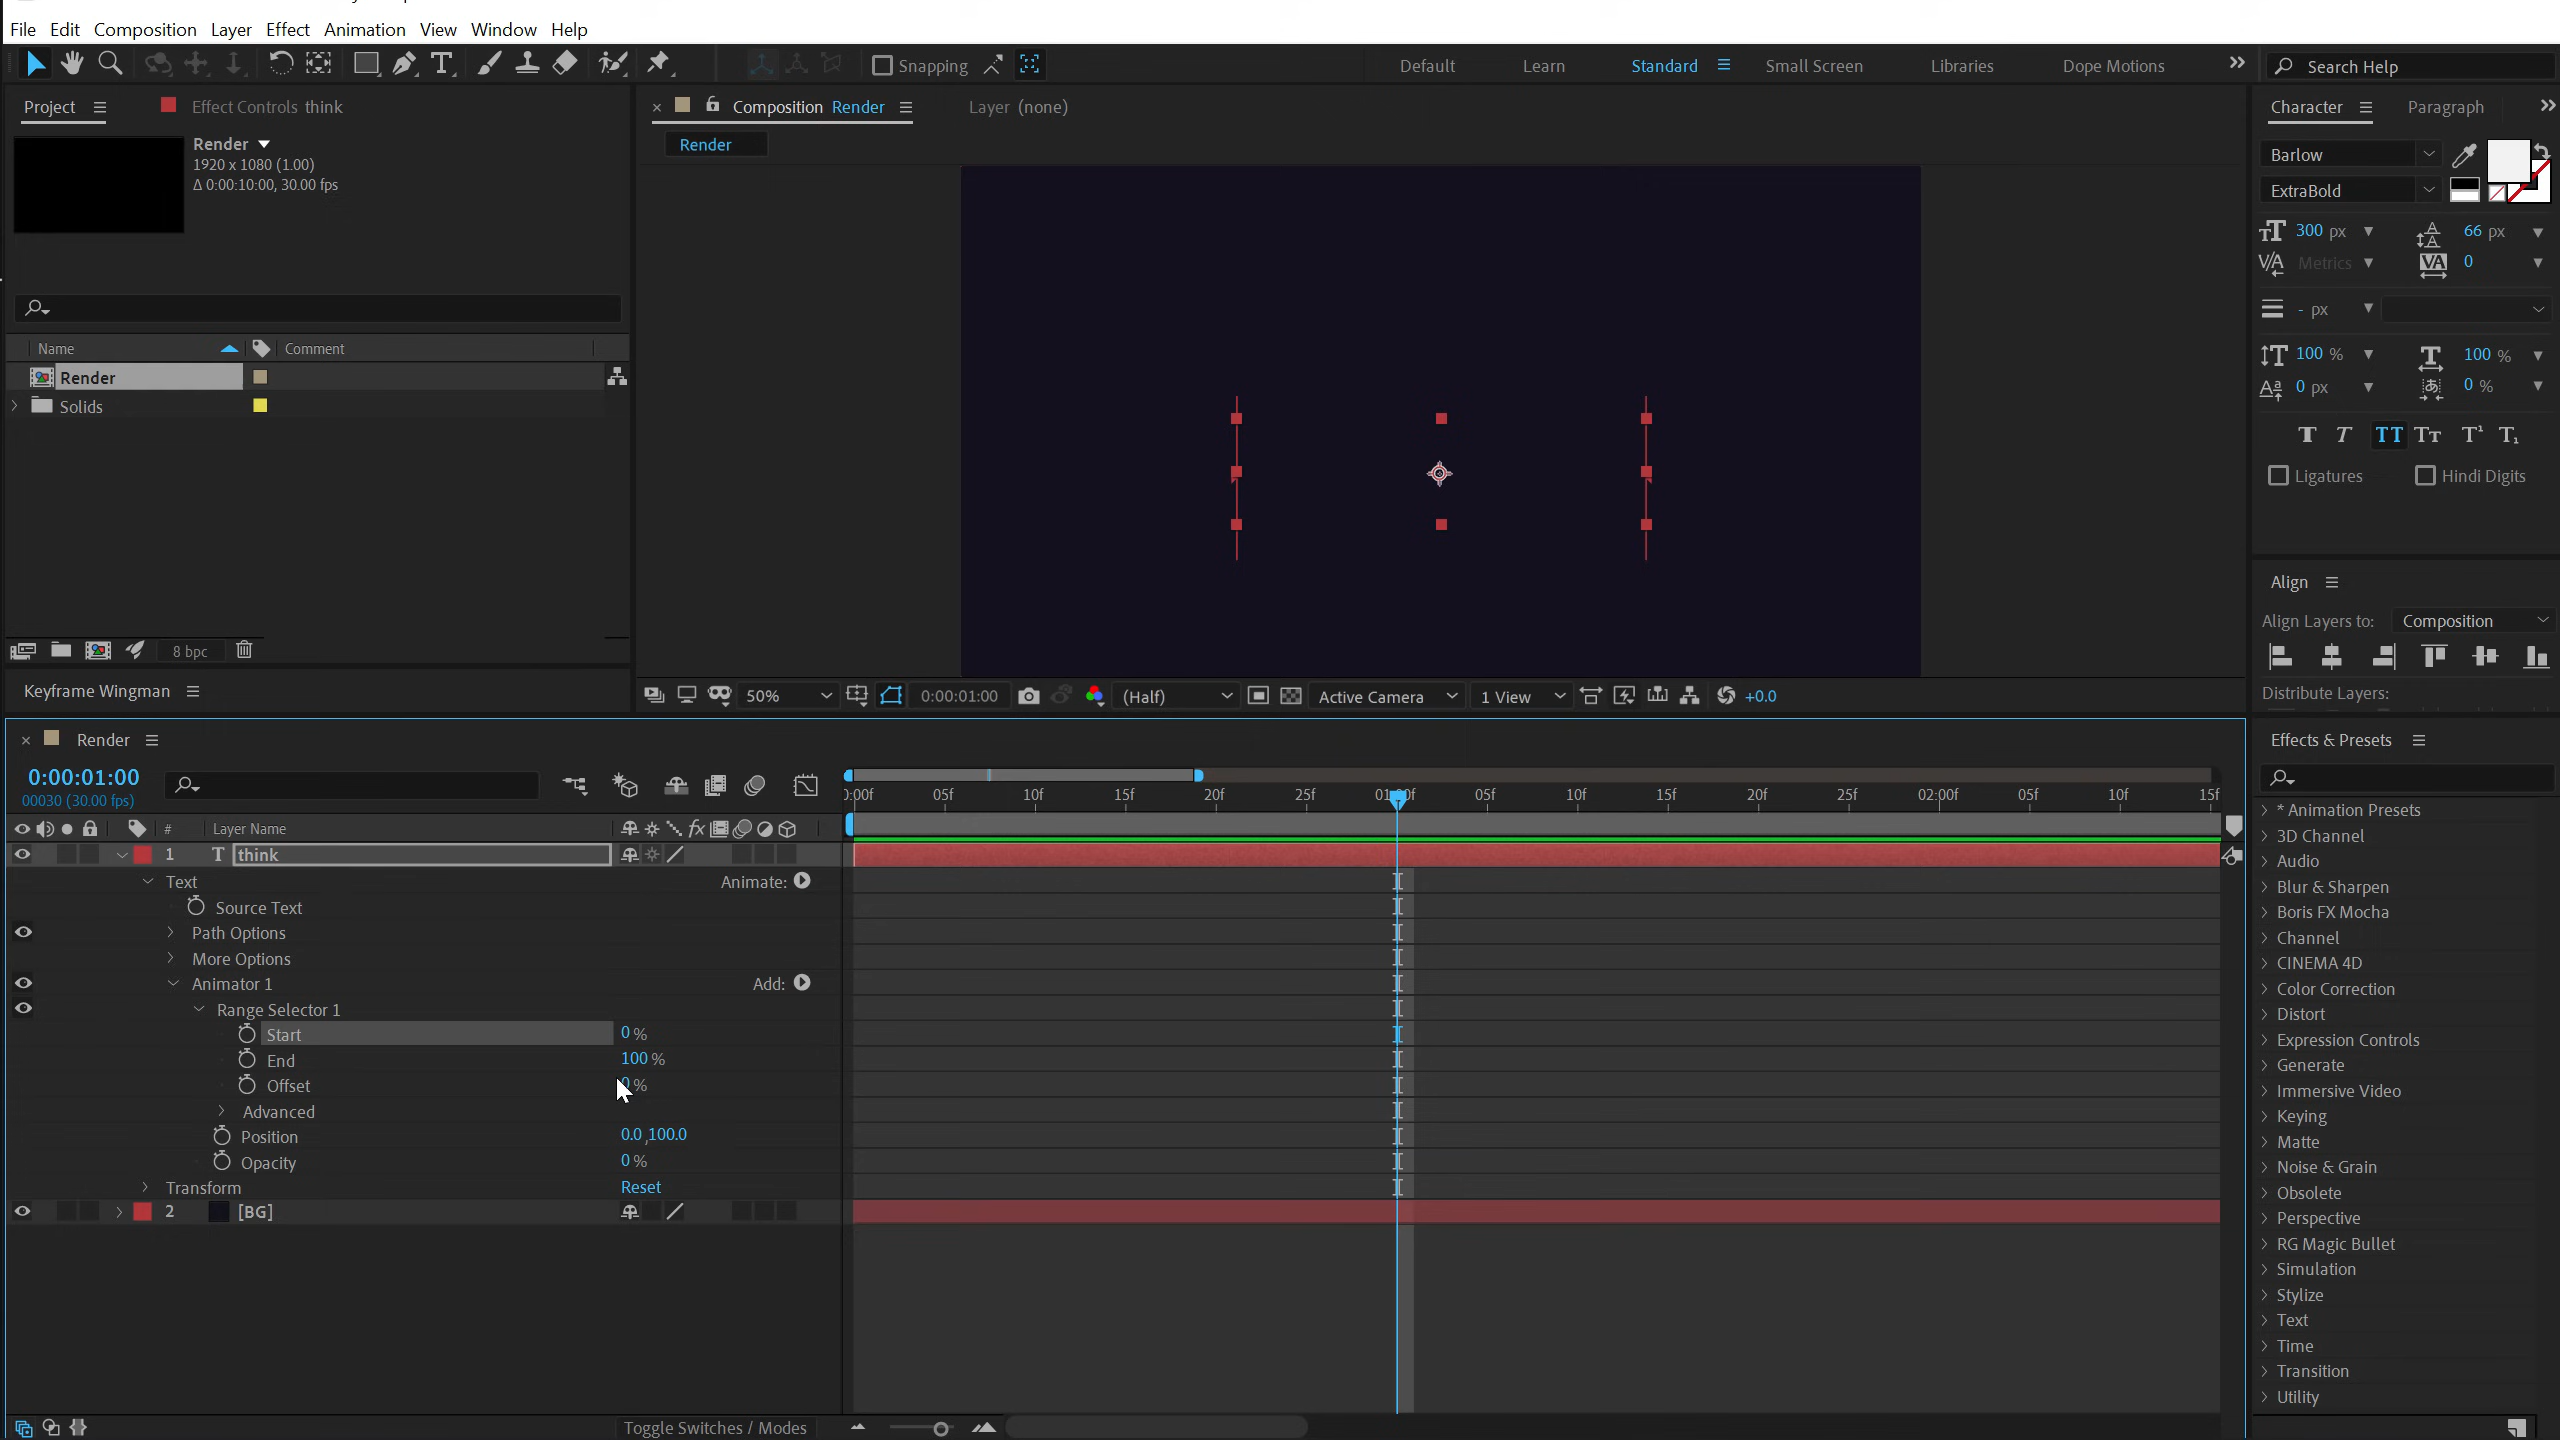 File Edit Composition Layer Effect Animation View Window Help
Snapping
Default Learn Standard Small Screen Libraries Dope Motions
Search Help
Project
Effect Controls think
Render
1920 x 1080 (1.00)
Δ 0:00:10:00, 30.00 fps
Name Comment
Render
Solids
8 bpc
Keyframe Wingman
Composition Render
Layer (none)
Render
50%
0:00:01:00
(Half)
Active Camera
1 View
+0.0
Character Paragraph
Barlow
ExtraBold
300 px
66 px
Metrics
0
- px
100 %
100 %
0 px
0 %
Ligatures
Hindi Digits
Align
Align Layers to: Composition
Distribute Layers:
Render
0:00:01:00
00030 (30.00 fps)
0:00f 05f 10f 15f 20f 25f 01:00f 05f 10f 15f 20f 25f 02:00f 05f 10f 15f
# Layer Name
1 T think
Text Animate:
Source Text
Path Options
More Options
Animator 1 Add:
Range Selector 1
Start 0 %
End 100 %
Offset 0 %
Advanced
Position 0.0 ,100.0
Opacity 0 %
Transform Reset
2 [BG]
Toggle Switches / Modes
Effects & Presets
* Animation Presets
3D Channel
Audio
Blur & Sharpen
Boris FX Mocha
Channel
CINEMA 4D
Color Correction
Distort
Expression Controls
Generate
Immersive Video
Keying
Matte
Noise & Grain
Obsolete
Perspective
RG Magic Bullet
Simulation
Stylize
Text
Time
Transition
Utility